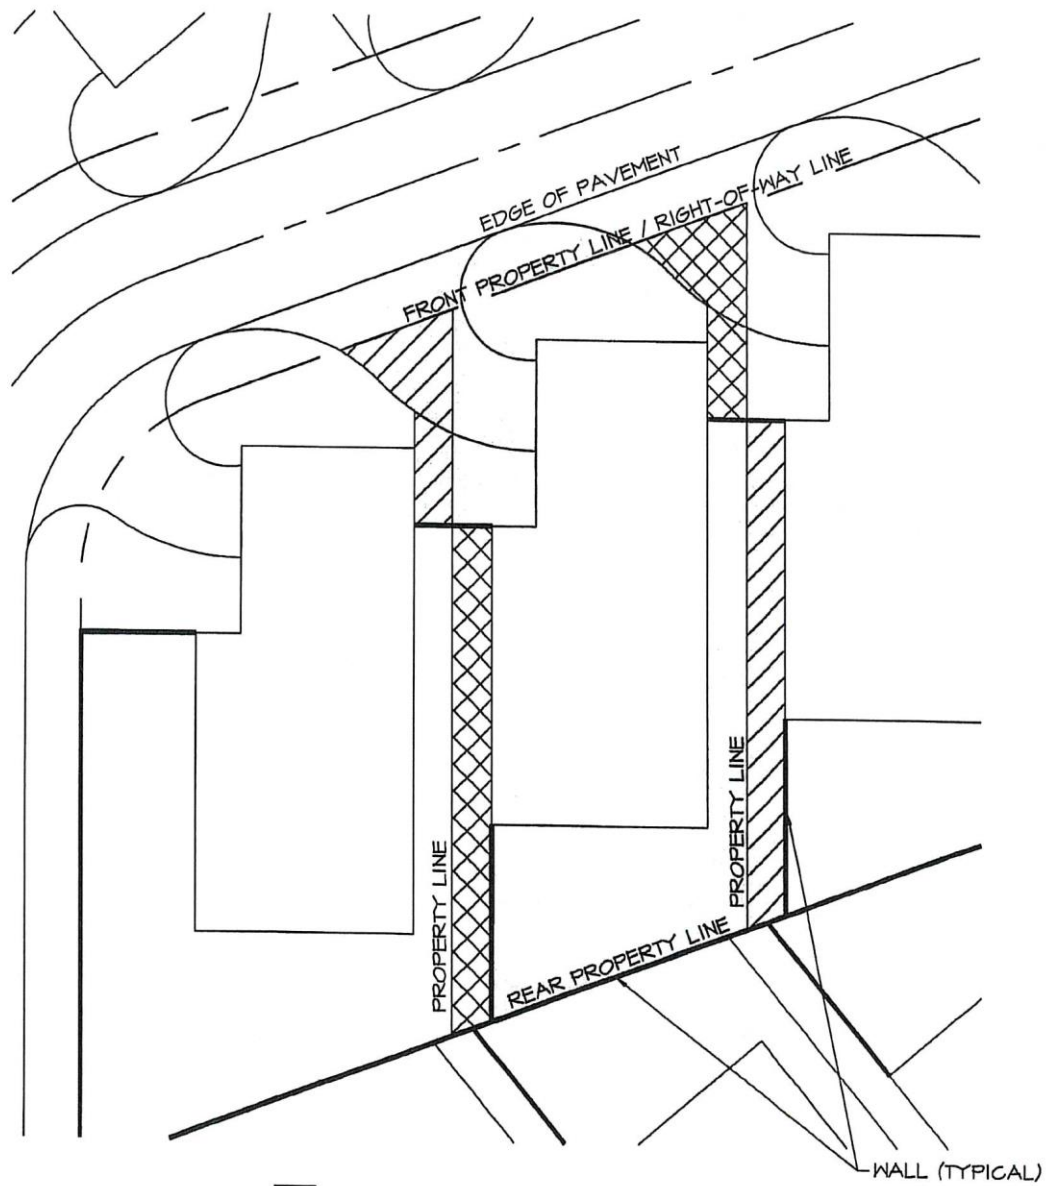 EDGE OF PAVEMENT
FRONT PROPERTY LINE / RIGHT-OF-WAY LINE
PROPERTY LINE
PROPERTY LINE
REAR PROPERTY LINE
WALL (TYPICAL)